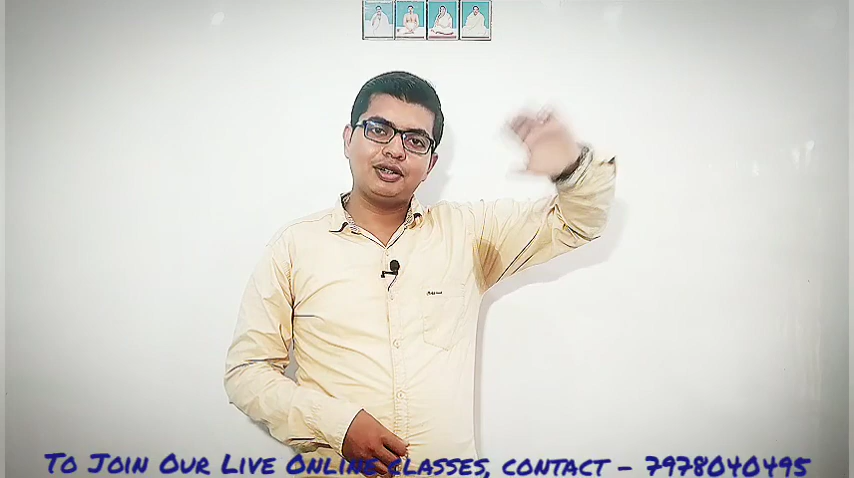 To Join Our Live Online classes, contact – 7978040495